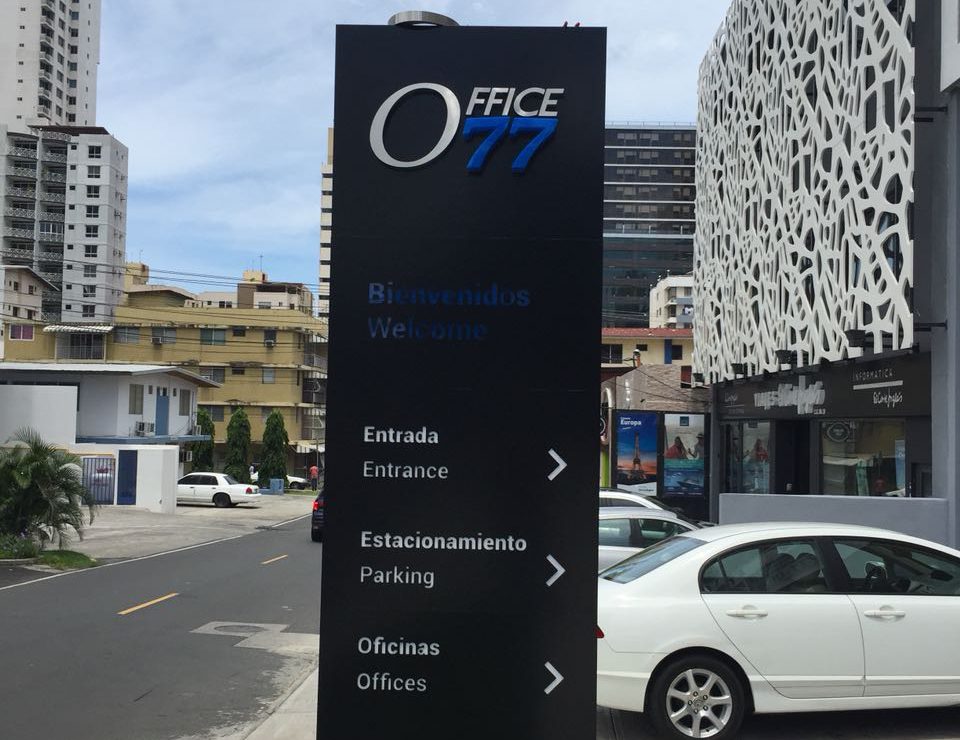 OFFICE
77
Bienvenidos
Welcome
Entrada
Entrance
Estacionamiento
Parking
Oficinas
Offices
Europa
INFORMATICA